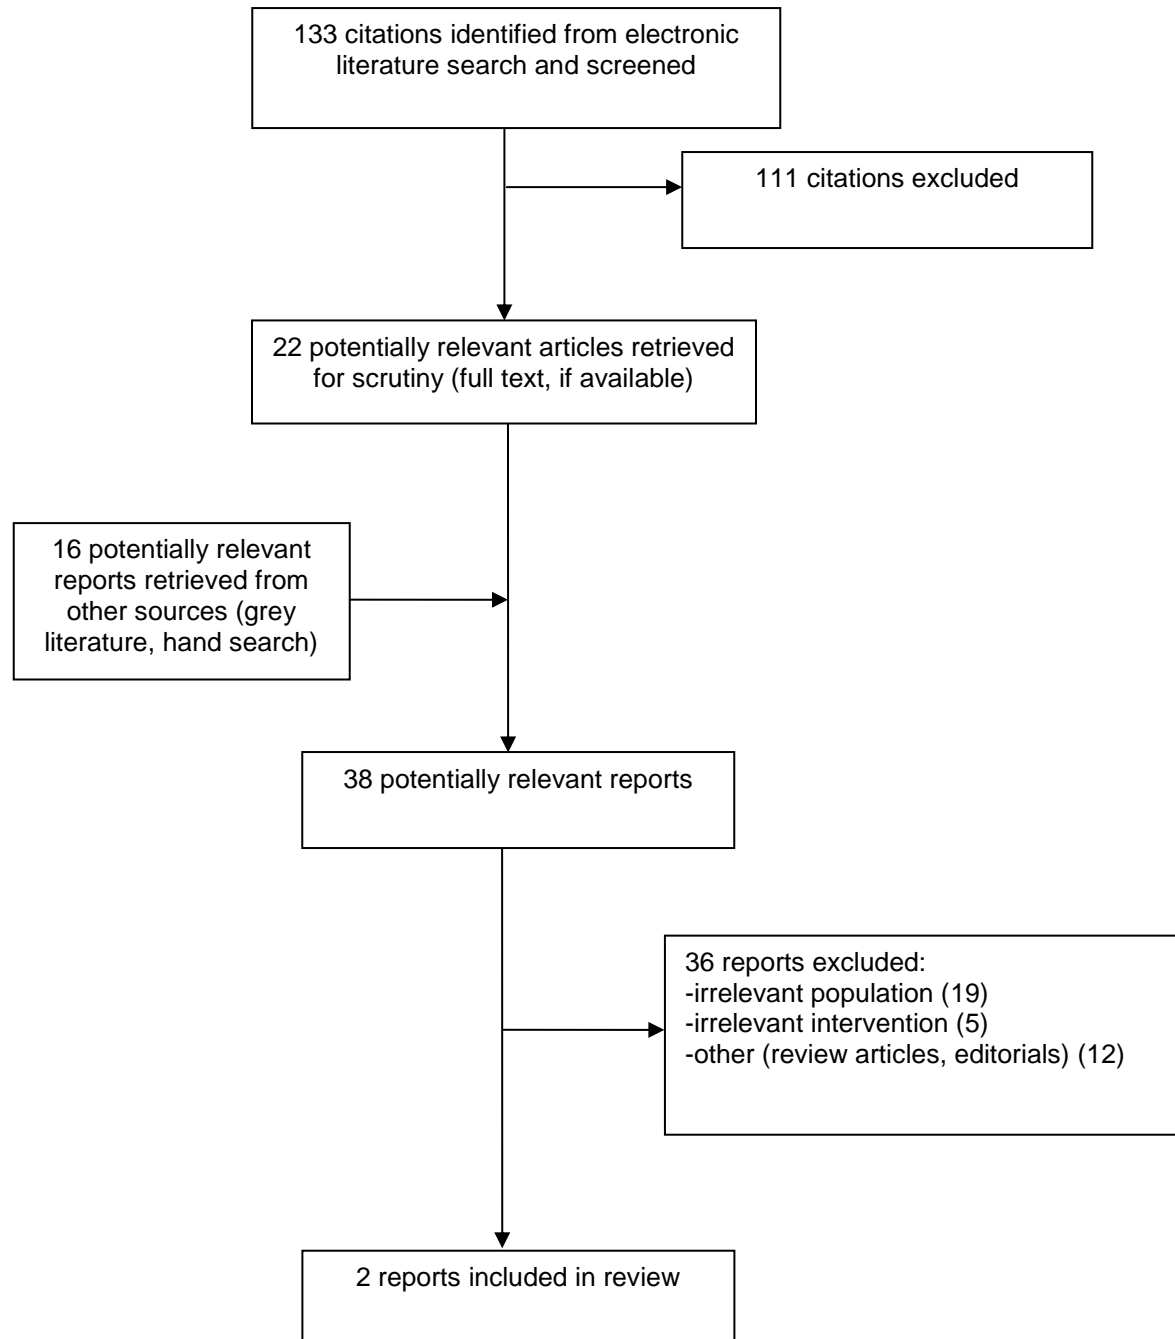 133 citations identified from electronic
literature search and screened
111 citations excluded
22 potentially relevant articles retrieved
for scrutiny (full text, if available)
16 potentially relevant
reports retrieved from
other sources (grey
literature, hand search)
38 potentially relevant reports
36 reports excluded:
-irrelevant population (19)
-irrelevant intervention (5)
-other (review articles, editorials) (12)
2 reports included in review